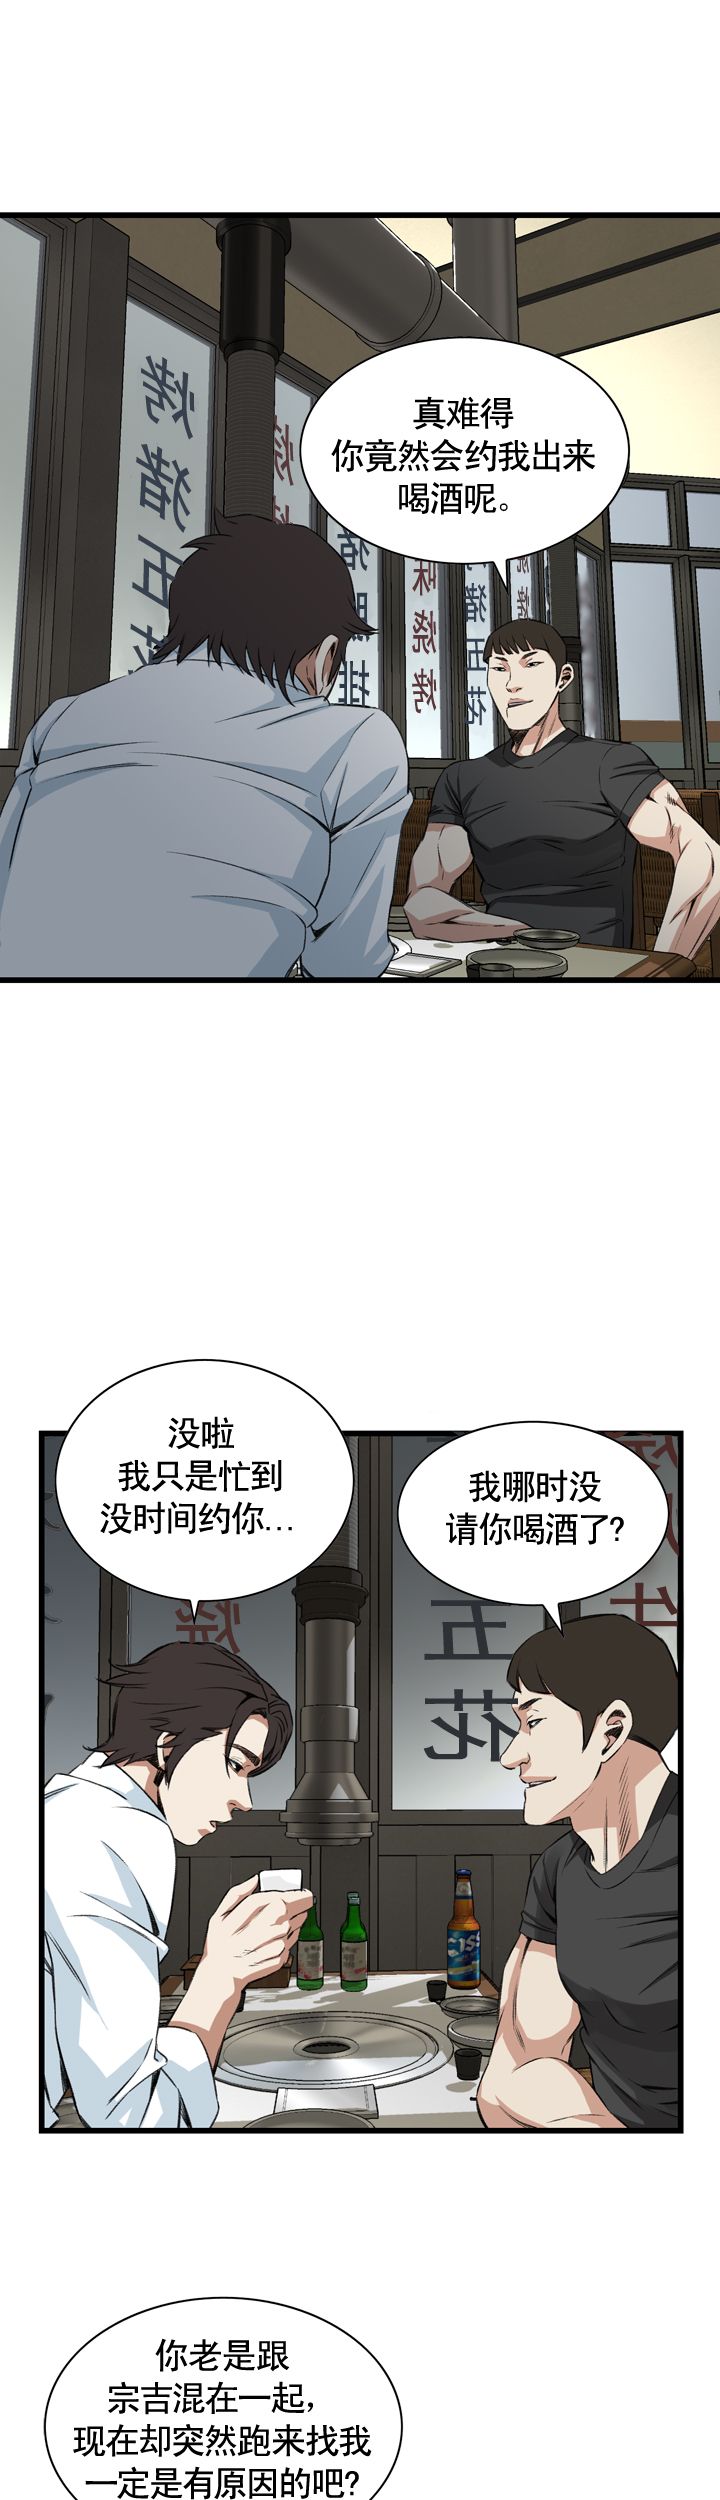 真难得
你竟然会约我出来
喝酒呢。
没啦
我只是忙到
没时间约你...
我哪时没
请你喝酒了?
你老是跟
宗吉混在一起，
现在却突然跑来找我
一定是有原因的吧?